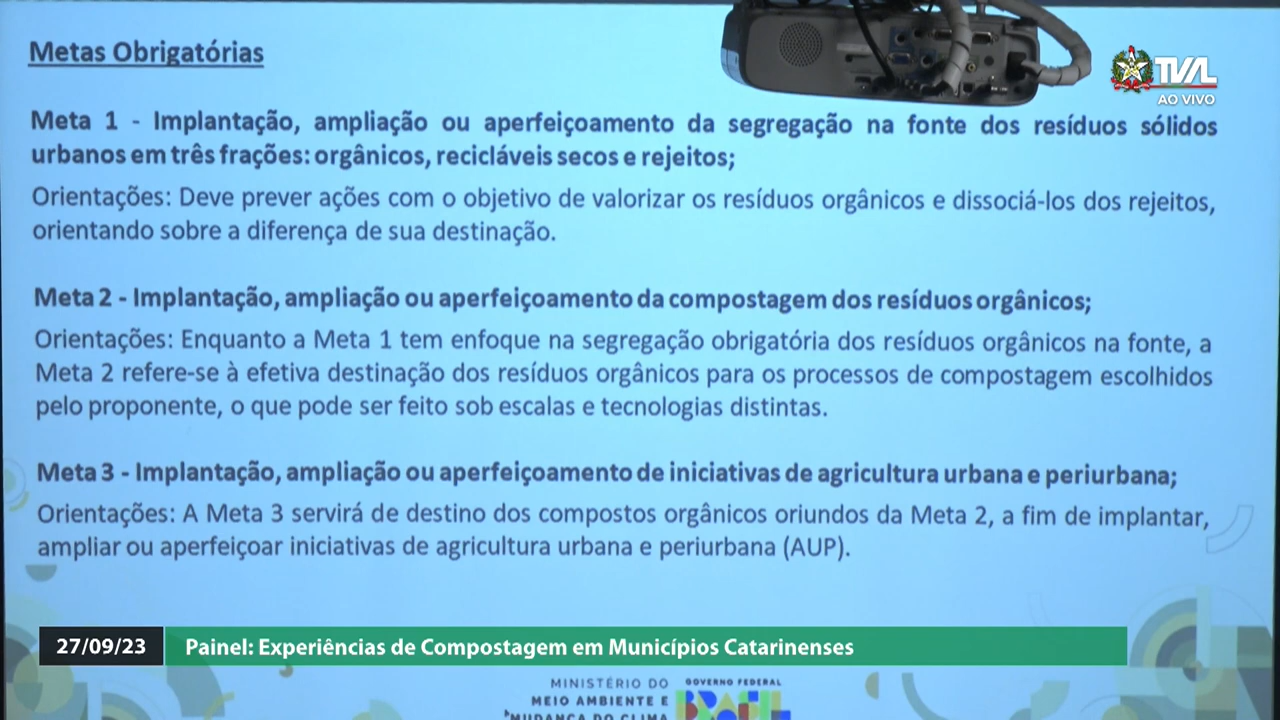 Metas Obrigatórias
TVAL
AO VIVO
Meta 1 - Implantação, ampliação ou aperfeiçoamento da segregação na fonte dos resíduos sólidos
urbanos em três frações: orgânicos, recicláveis secos e rejeitos;
Orientações: Deve prever ações com o objetivo de valorizar os resíduos orgânicos e dissociá-los dos rejeitos,
orientando sobre a diferença de sua destinação.
Meta 2 - Implantação, ampliação ou aperfeiçoamento da compostagem dos resíduos orgânicos;
Orientações: Enquanto a Meta 1 tem enfoque na segregação obrigatória dos resíduos orgânicos na fonte, a
Meta 2 refere-se à efetiva destinação dos resíduos orgânicos para os processos de compostagem escolhidos
pelo proponente, o que pode ser feito sob escalas e tecnologias distintas.
Meta 3 - Implantação, ampliação ou aperfeiçoamento de iniciativas de agricultura urbana e periurbana;
Orientações: A Meta 3 servirá de destino dos compostos orgânicos oriundos da Meta 2, a fim de implantar,
ampliar ou aperfeiçoar iniciativas de agricultura urbana e periurbana (AUP).
27/09/23
Painel: Experiências de Compostagem em Municípios Catarinenses
MINISTÉRIO DO
MEIO AMBIENTE E
MUDANÇA DO CLIMA
GOVERNO FEDERAL
BRASIL